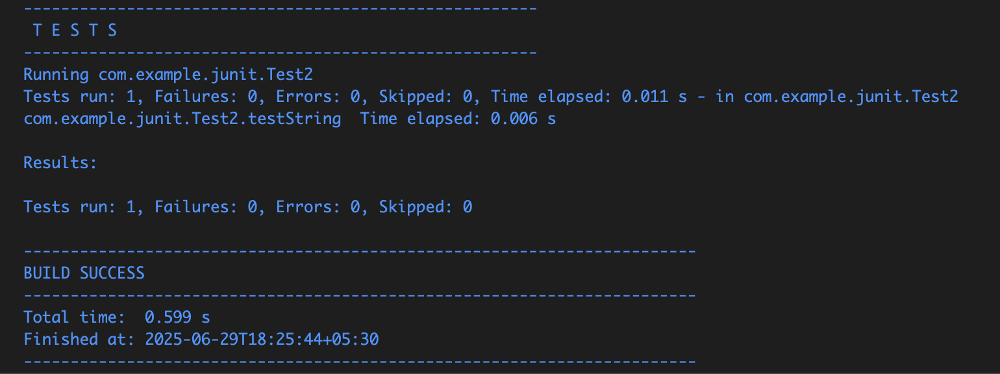 -------------------------------------------------------
 T E S T S
-------------------------------------------------------
Running com.example.junit.Test2
Tests run: 1, Failures: 0, Errors: 0, Skipped: 0, Time elapsed: 0.011 s - in com.example.junit.Test2
com.example.junit.Test2.testString  Time elapsed: 0.006 s

Results:

Tests run: 1, Failures: 0, Errors: 0, Skipped: 0

------------------------------------------------------------------------
BUILD SUCCESS
------------------------------------------------------------------------
Total time:  0.599 s
Finished at: 2025-06-29T18:25:44+05:30
------------------------------------------------------------------------